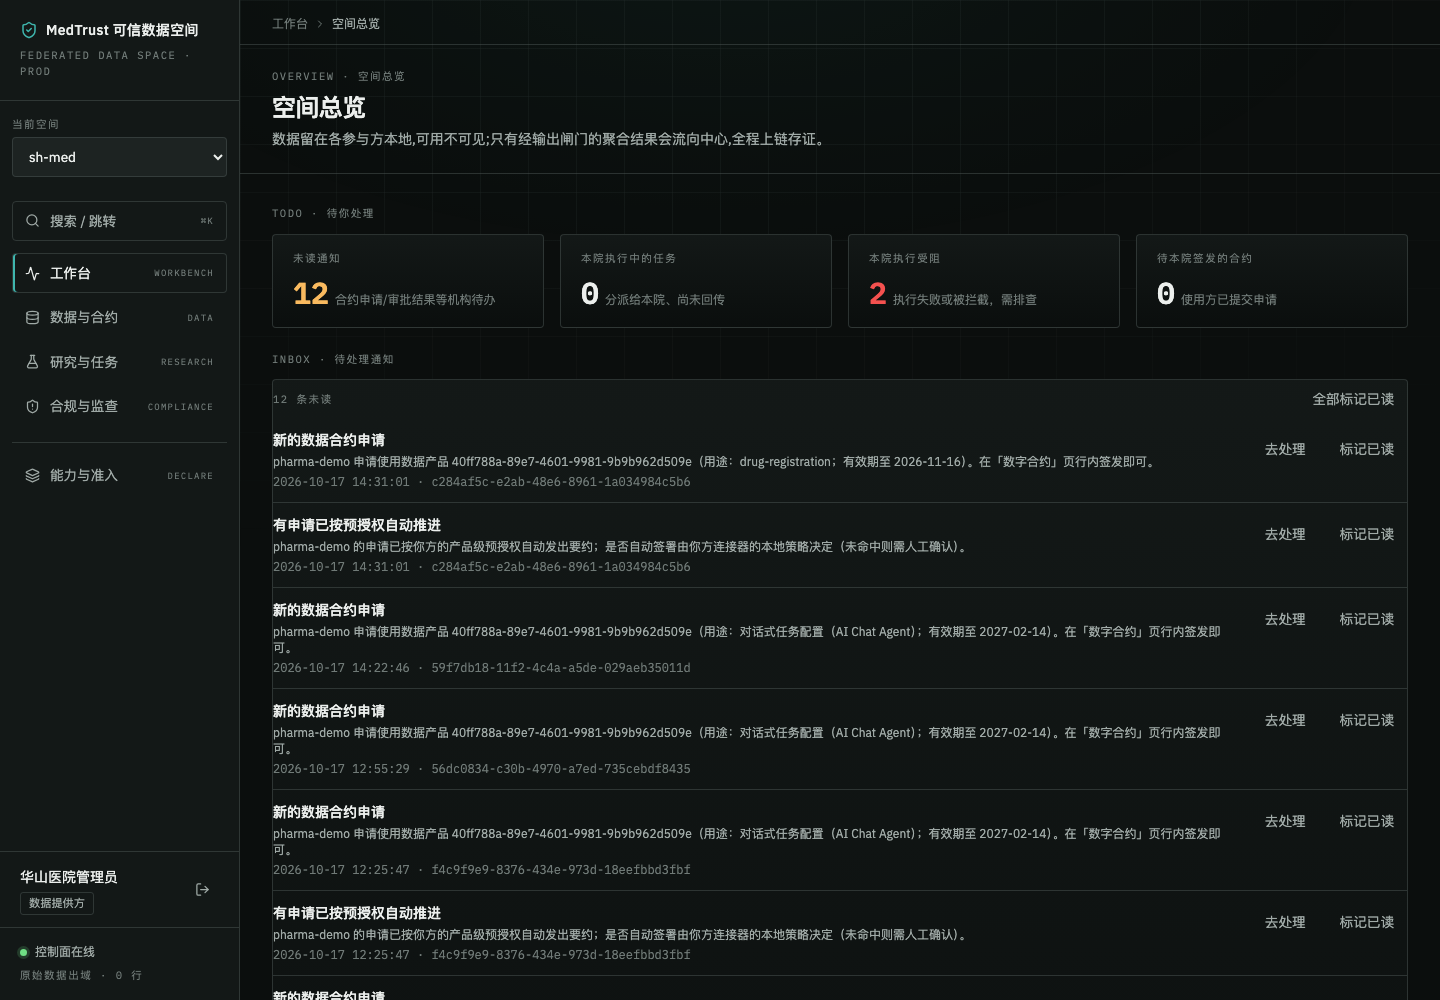 MedTrust 可信数据空间
FEDERATED DATA SPACE ·
PROD
当前空间
sh-med
搜索 / 跳转 ⌘K
工作台 WORKBENCH
数据与合约 DATA
研究与任务 RESEARCH
合规与监查 COMPLIANCE
能力与准入 DECLARE
华山医院管理员
数据提供方
控制面在线
原始数据出域 · 0 行
工作台 > 空间总览
OVERVIEW · 空间总览
空间总览
数据留在各参与方本地,可用不可见;只有经输出闸门的聚合结果会流向中心,全程上链存证。
TODO · 待你处理
未读通知
12 合约申请/审批结果等机构待办
本院执行中的任务
0 分派给本院、尚未回传
本院执行受阻
2 执行失败或被拦截，需排查
待本院签发的合约
0 使用方已提交申请
INBOX · 待处理通知
12 条未读 全部标记已读
新的数据合约申请
pharma-demo 申请使用数据产品 40ff788a-89e7-4601-9981-9b9b962d509e（用途：drug-registration；有效期至 2026-11-16）。在「数字合约」页行内签发即可。
2026-10-17 14:31:01 · c284af5c-e2ab-48e6-8961-1a034984c5b6
去处理 标记已读
有申请已按预授权自动推进
pharma-demo 的申请已按你方的产品级预授权自动发出要约；是否自动签署由你方连接器的本地策略决定（未命中则需人工确认）。
2026-10-17 14:31:01 · c284af5c-e2ab-48e6-8961-1a034984c5b6
去处理 标记已读
新的数据合约申请
pharma-demo 申请使用数据产品 40ff788a-89e7-4601-9981-9b9b962d509e（用途：对话式任务配置（AI Chat Agent）；有效期至 2027-02-14）。在「数字合约」页行内签发即
可。
2026-10-17 14:22:46 · 59f7db18-11f2-4c4a-a5de-029aeb35011d
去处理 标记已读
新的数据合约申请
pharma-demo 申请使用数据产品 40ff788a-89e7-4601-9981-9b9b962d509e（用途：对话式任务配置（AI Chat Agent）；有效期至 2027-02-14）。在「数字合约」页行内签发即
可。
2026-10-17 12:55:29 · 56dc0834-c30b-4970-a7ed-735cebdf8435
去处理 标记已读
新的数据合约申请
pharma-demo 申请使用数据产品 40ff788a-89e7-4601-9981-9b9b962d509e（用途：对话式任务配置（AI Chat Agent）；有效期至 2027-02-14）。在「数字合约」页行内签发即
可。
2026-10-17 12:25:47 · f4c9f9e9-8376-434e-973d-18eefbbd3fbf
去处理 标记已读
有申请已按预授权自动推进
pharma-demo 的申请已按你方的产品级预授权自动发出要约；是否自动签署由你方连接器的本地策略决定（未命中则需人工确认）。
2026-10-17 12:25:47 · f4c9f9e9-8376-434e-973d-18eefbbd3fbf
去处理 标记已读
新的数据合约申请